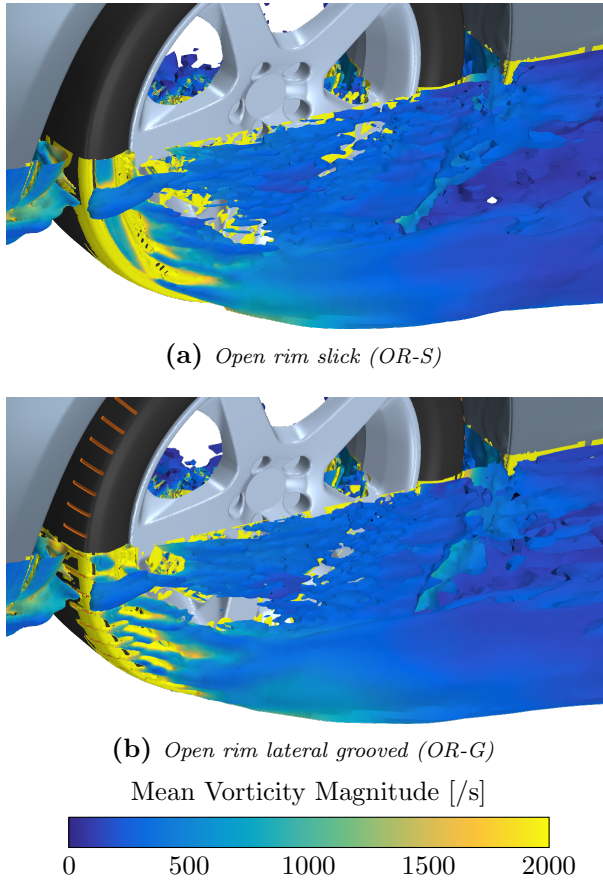 (a) Open rim slick (OR-S)
(b) Open rim lateral grooved (OR-G)
Mean Vorticity Magnitude [/s]
0 500 1000 1500 2000